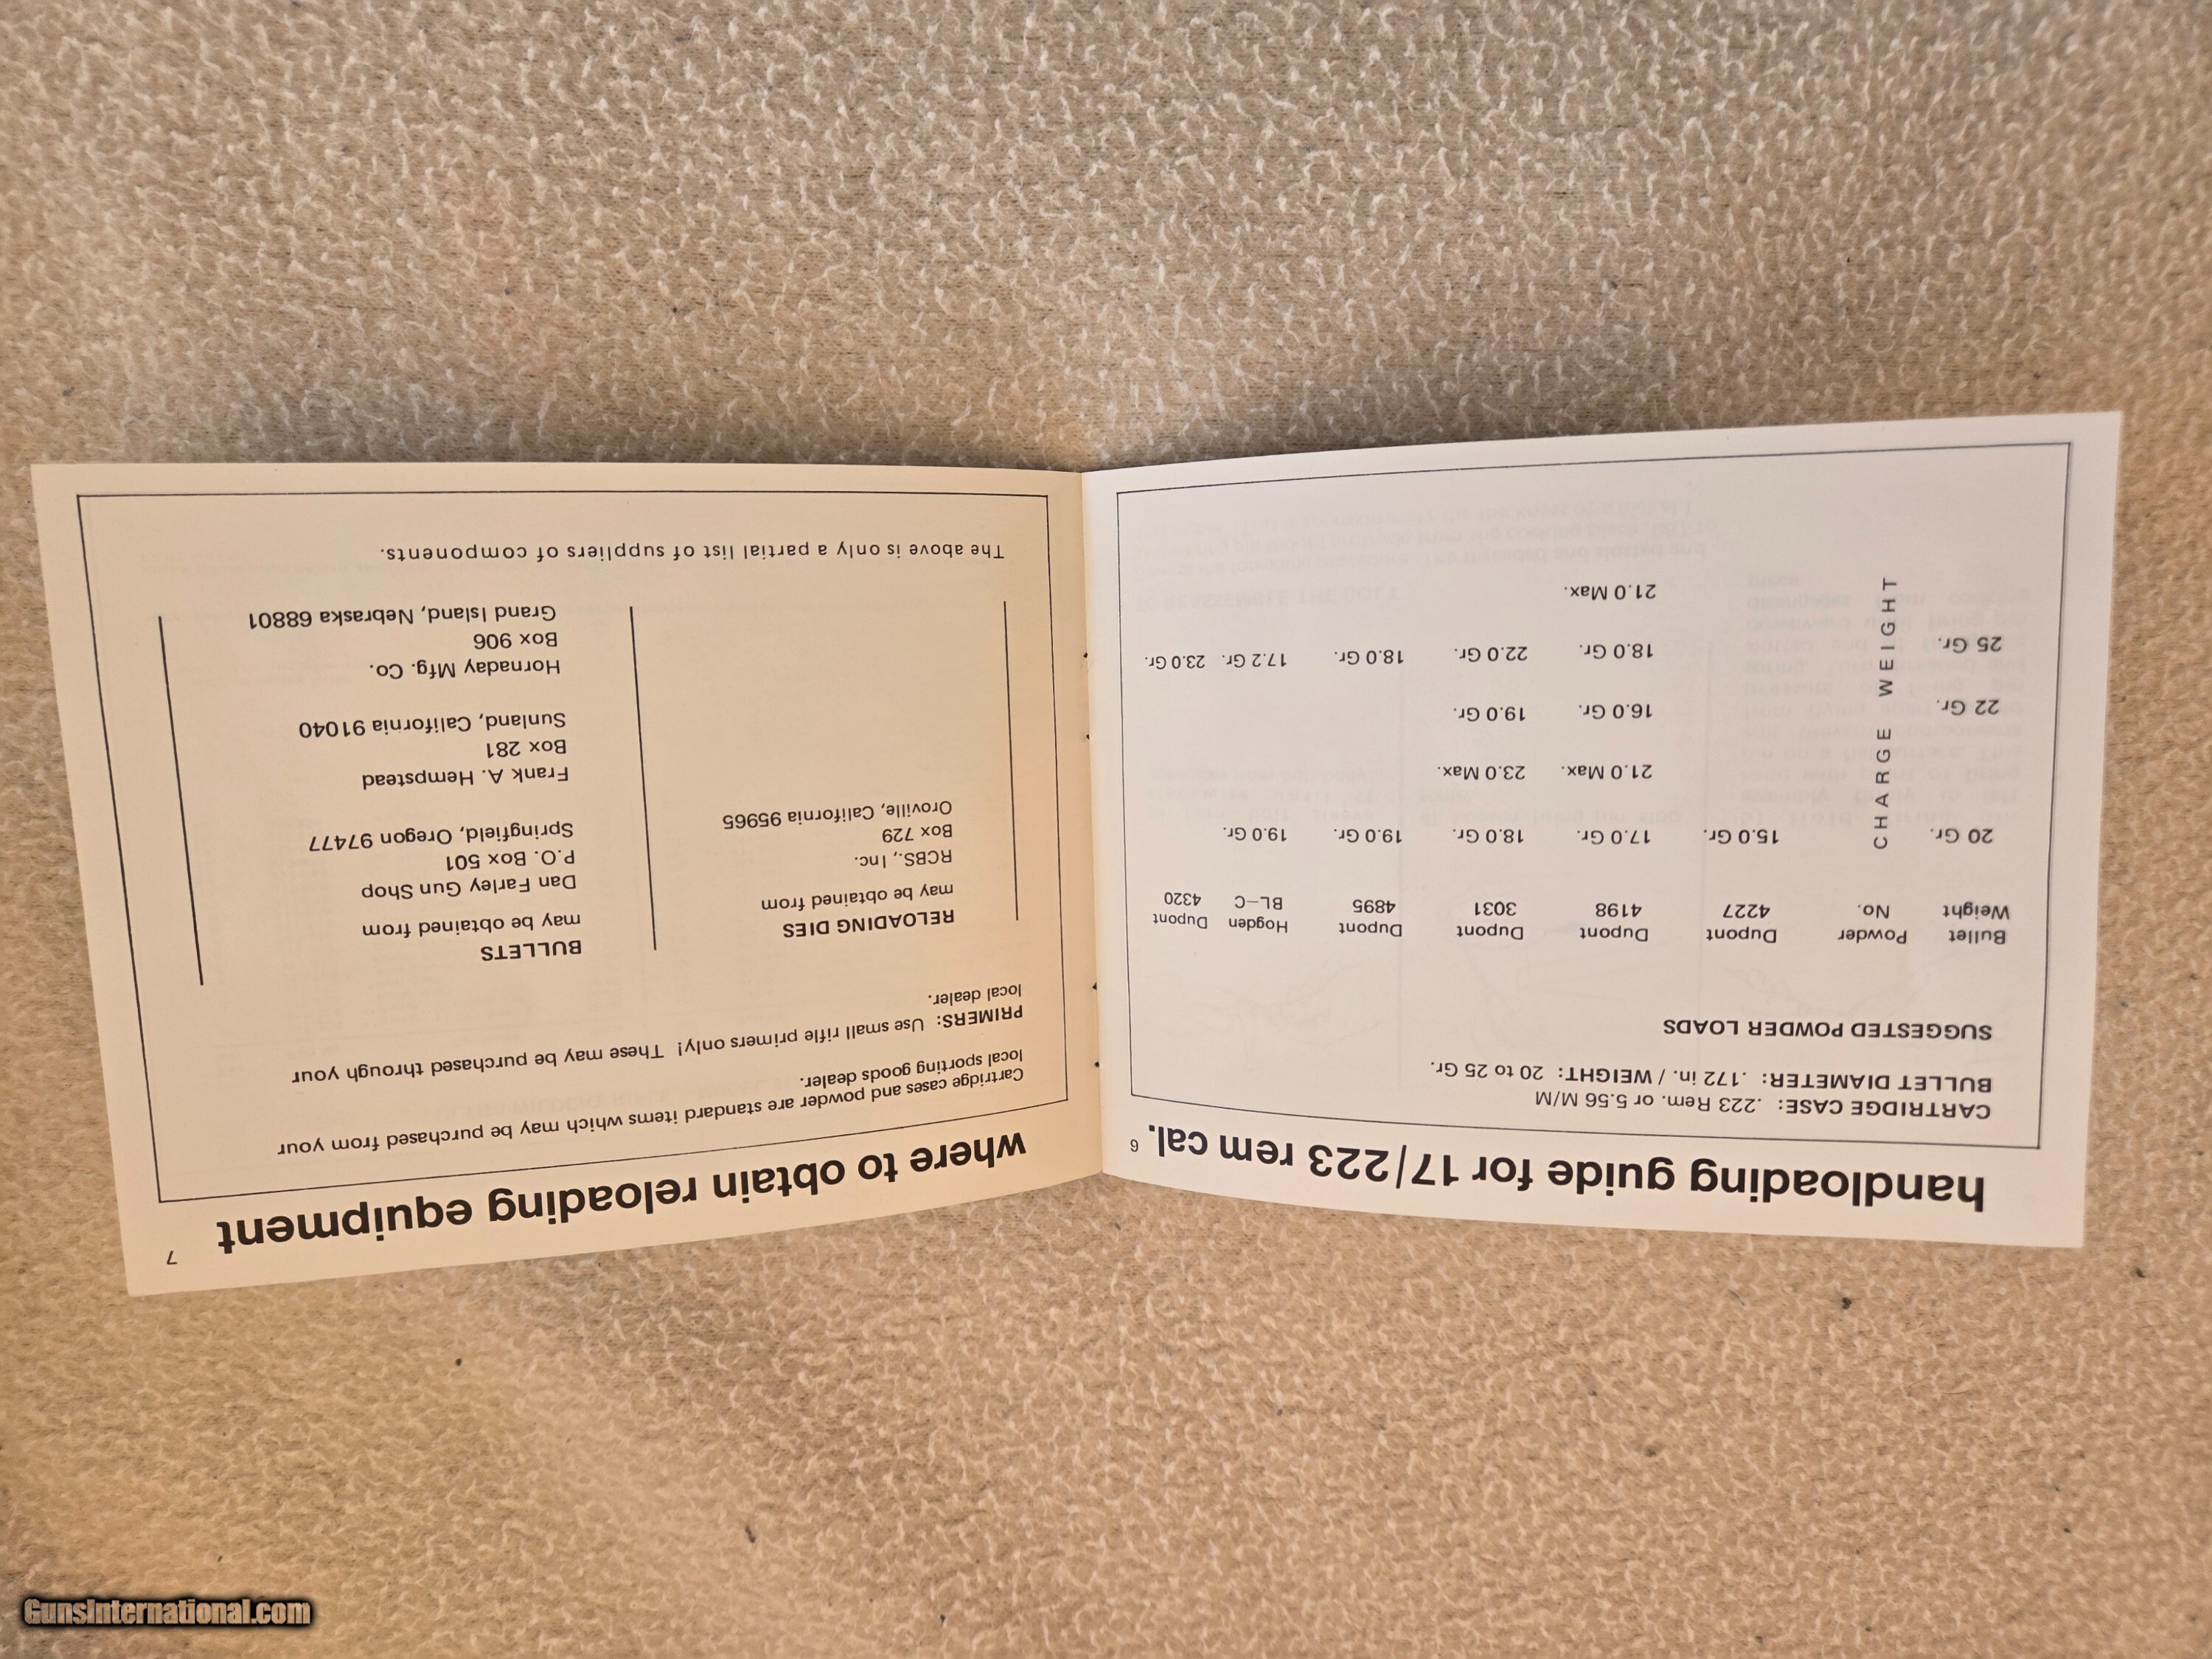 handloading guide for 17/223 rem cal. 6
CARTRIDGE CASE: .223 Rem. or 5.56 M/M
BULLET DIAMETER: .172 in. / WEIGHT: 20 to 25 Gr.
SUGGESTED POWDER LOADS
Bullet Powder Dupont Dupont Dupont Dupont Hogden Dupont
Weight No. 4227 4198 3031 4895 BL-C 4320
20 Gr. 15.0 Gr. 17.0 Gr. 18.0 Gr. 19.0 Gr. 19.0 Gr.
21.0 Max. 23.0 Max.
CHARGE WEIGHT
22 Gr. 16.0 Gr. 19.0 Gr.
25 Gr. 18.0 Gr. 22.0 Gr. 18.0 Gr. 17.2 Gr. 23.0 Gr.
21.0 Max.
where to obtain reloading equipment 7
Cartridge cases and powder are standard items which may be purchased from your
local sporting goods dealer.
PRIMERS: Use small rifle primers only! These may be purchased through your
local dealer.
RELOADING DIES
may be obtained from
RCBS., Inc.
Box 729
Oroville, California 95965
BULLETS
may be obtained from
Dan Farley Gun Shop
P.O. Box 501
Springfield, Oregon 97477
Frank A. Hempstead
Box 281
Sunland, California 91040
Hornaday Mfg. Co.
Box 906
Grand Island, Nebraska 68801
The above is only a partial list of suppliers of components.
GunsInternational.com